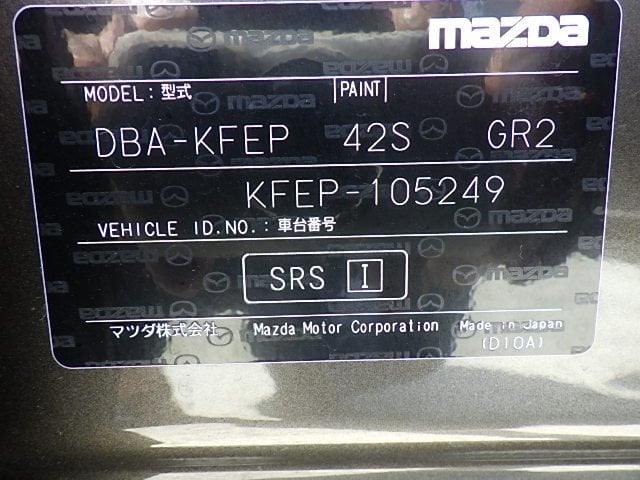 mazda
MODEL: 型式 PAINT
DBA-KFEP 42S GR2
KFEP-105249
VEHICLE ID.NO.: 車台番号
SRS I
マツダ株式会社 Mazda Motor Corporation Made in Japan
(D10A)